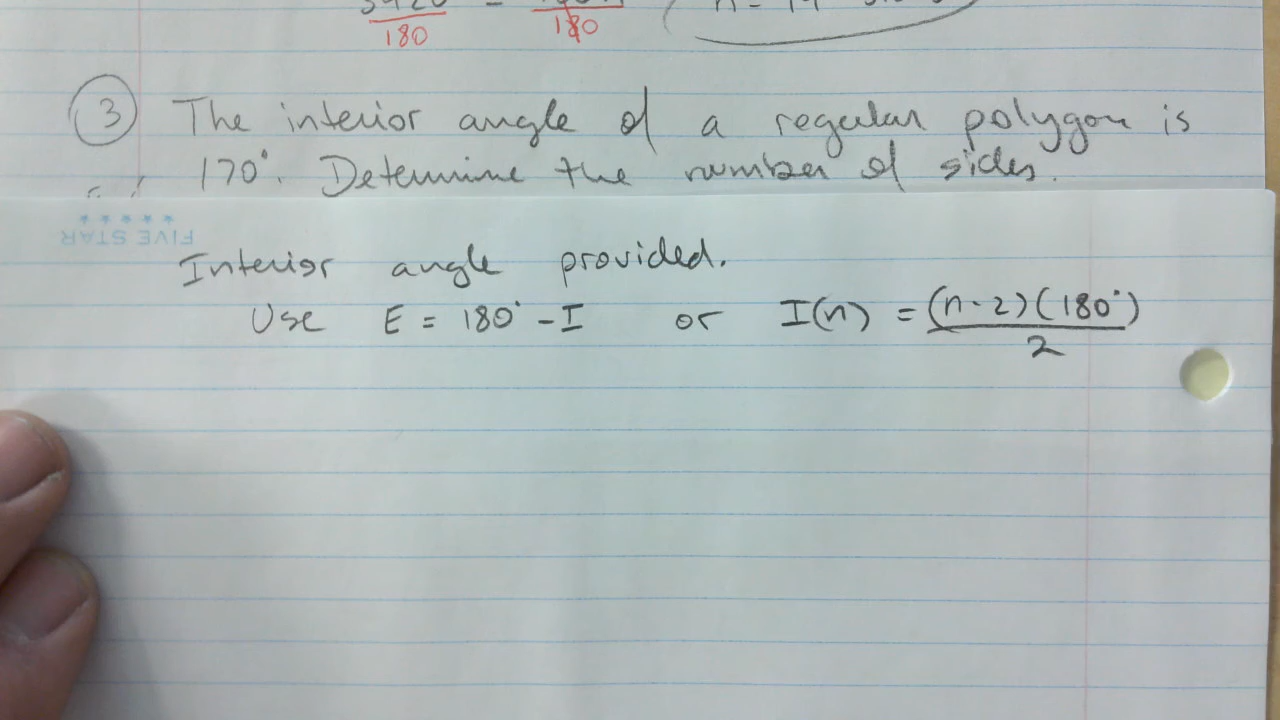 180 180
③ The interior angle of a regular polygon is
170°. Determine the number of sides.
FIVE STAR
Interior angle provided.
Use E = 180° - I or I(n) = (n-2)(180°)
2